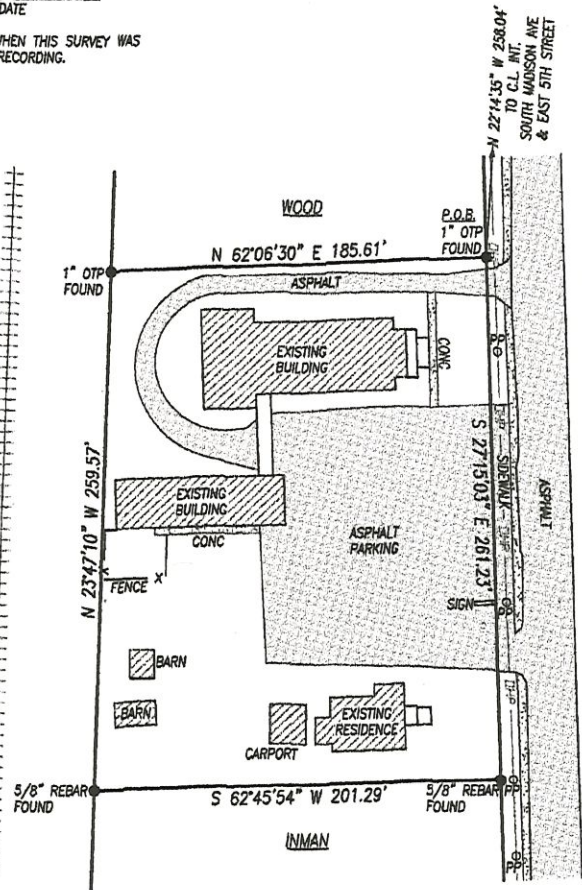 DATE
WHEN THIS SURVEY WAS
RECORDING.
N 22°14'35" W 258.04'
TO C.L. INT.
SOUTH MADISON AVE
& EAST 5TH STREET
WOOD
P.O.B.
1" OTP
FOUND
N 62°06'30" E 185.61'
1" OTP
FOUND
ASPHALT
EXISTING
BUILDING
CONC
PP
S 27°15'03" E 261.23'
SIDEWALK
ASPHALT
N 23°47'10" W 259.57'
EXISTING
BUILDING
CONC
ASPHALT
PARKING
FENCE X
X
SIGN
PP
BARN
BARN
CARPORT
EXISTING
RESIDENCE
5/8" REBAR
FOUND
S 62°45'54" W 201.29'
5/8" REBAR
FOUND
PP
INMAN
PP